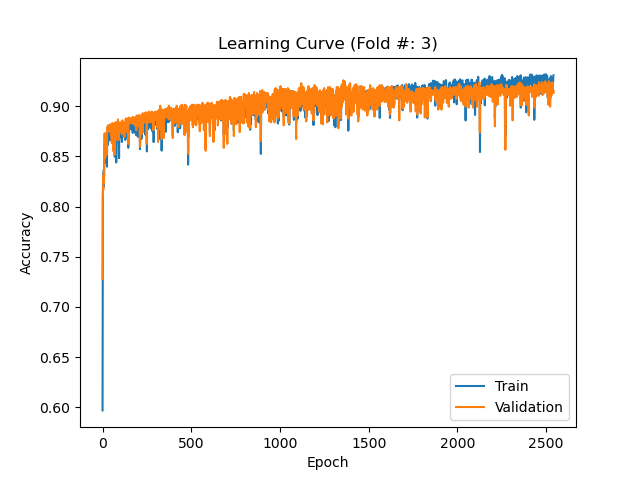 Learning Curve (Fold #: 3)
0.90
0.85
0.80
0.75
0.70
0.65
0.60
Accuracy
0 500 1000 1500 2000 2500
Epoch
Train
Validation